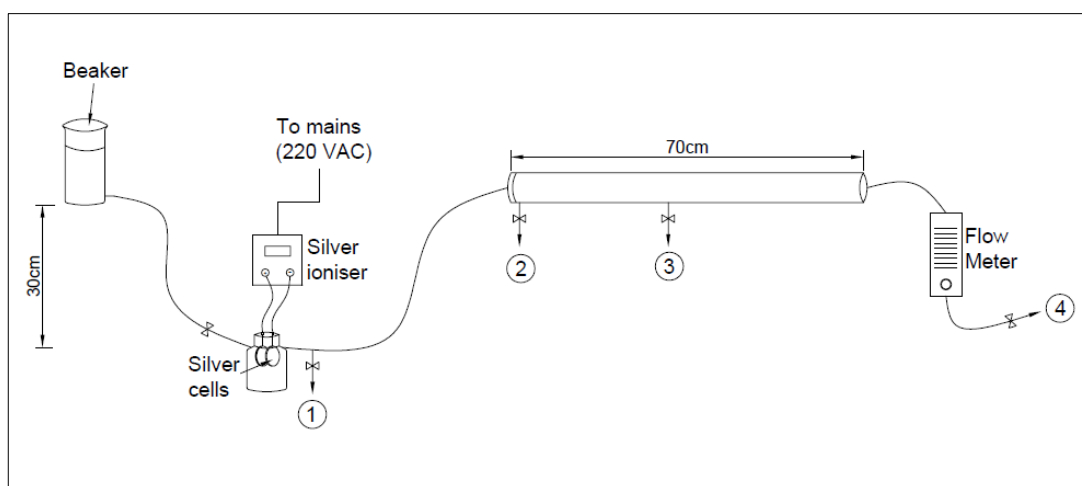 Beaker
To mains
(220 VAC)
70cm
Silver
ioniser
30cm
Silver
cells
1
2
3
Flow
Meter
4